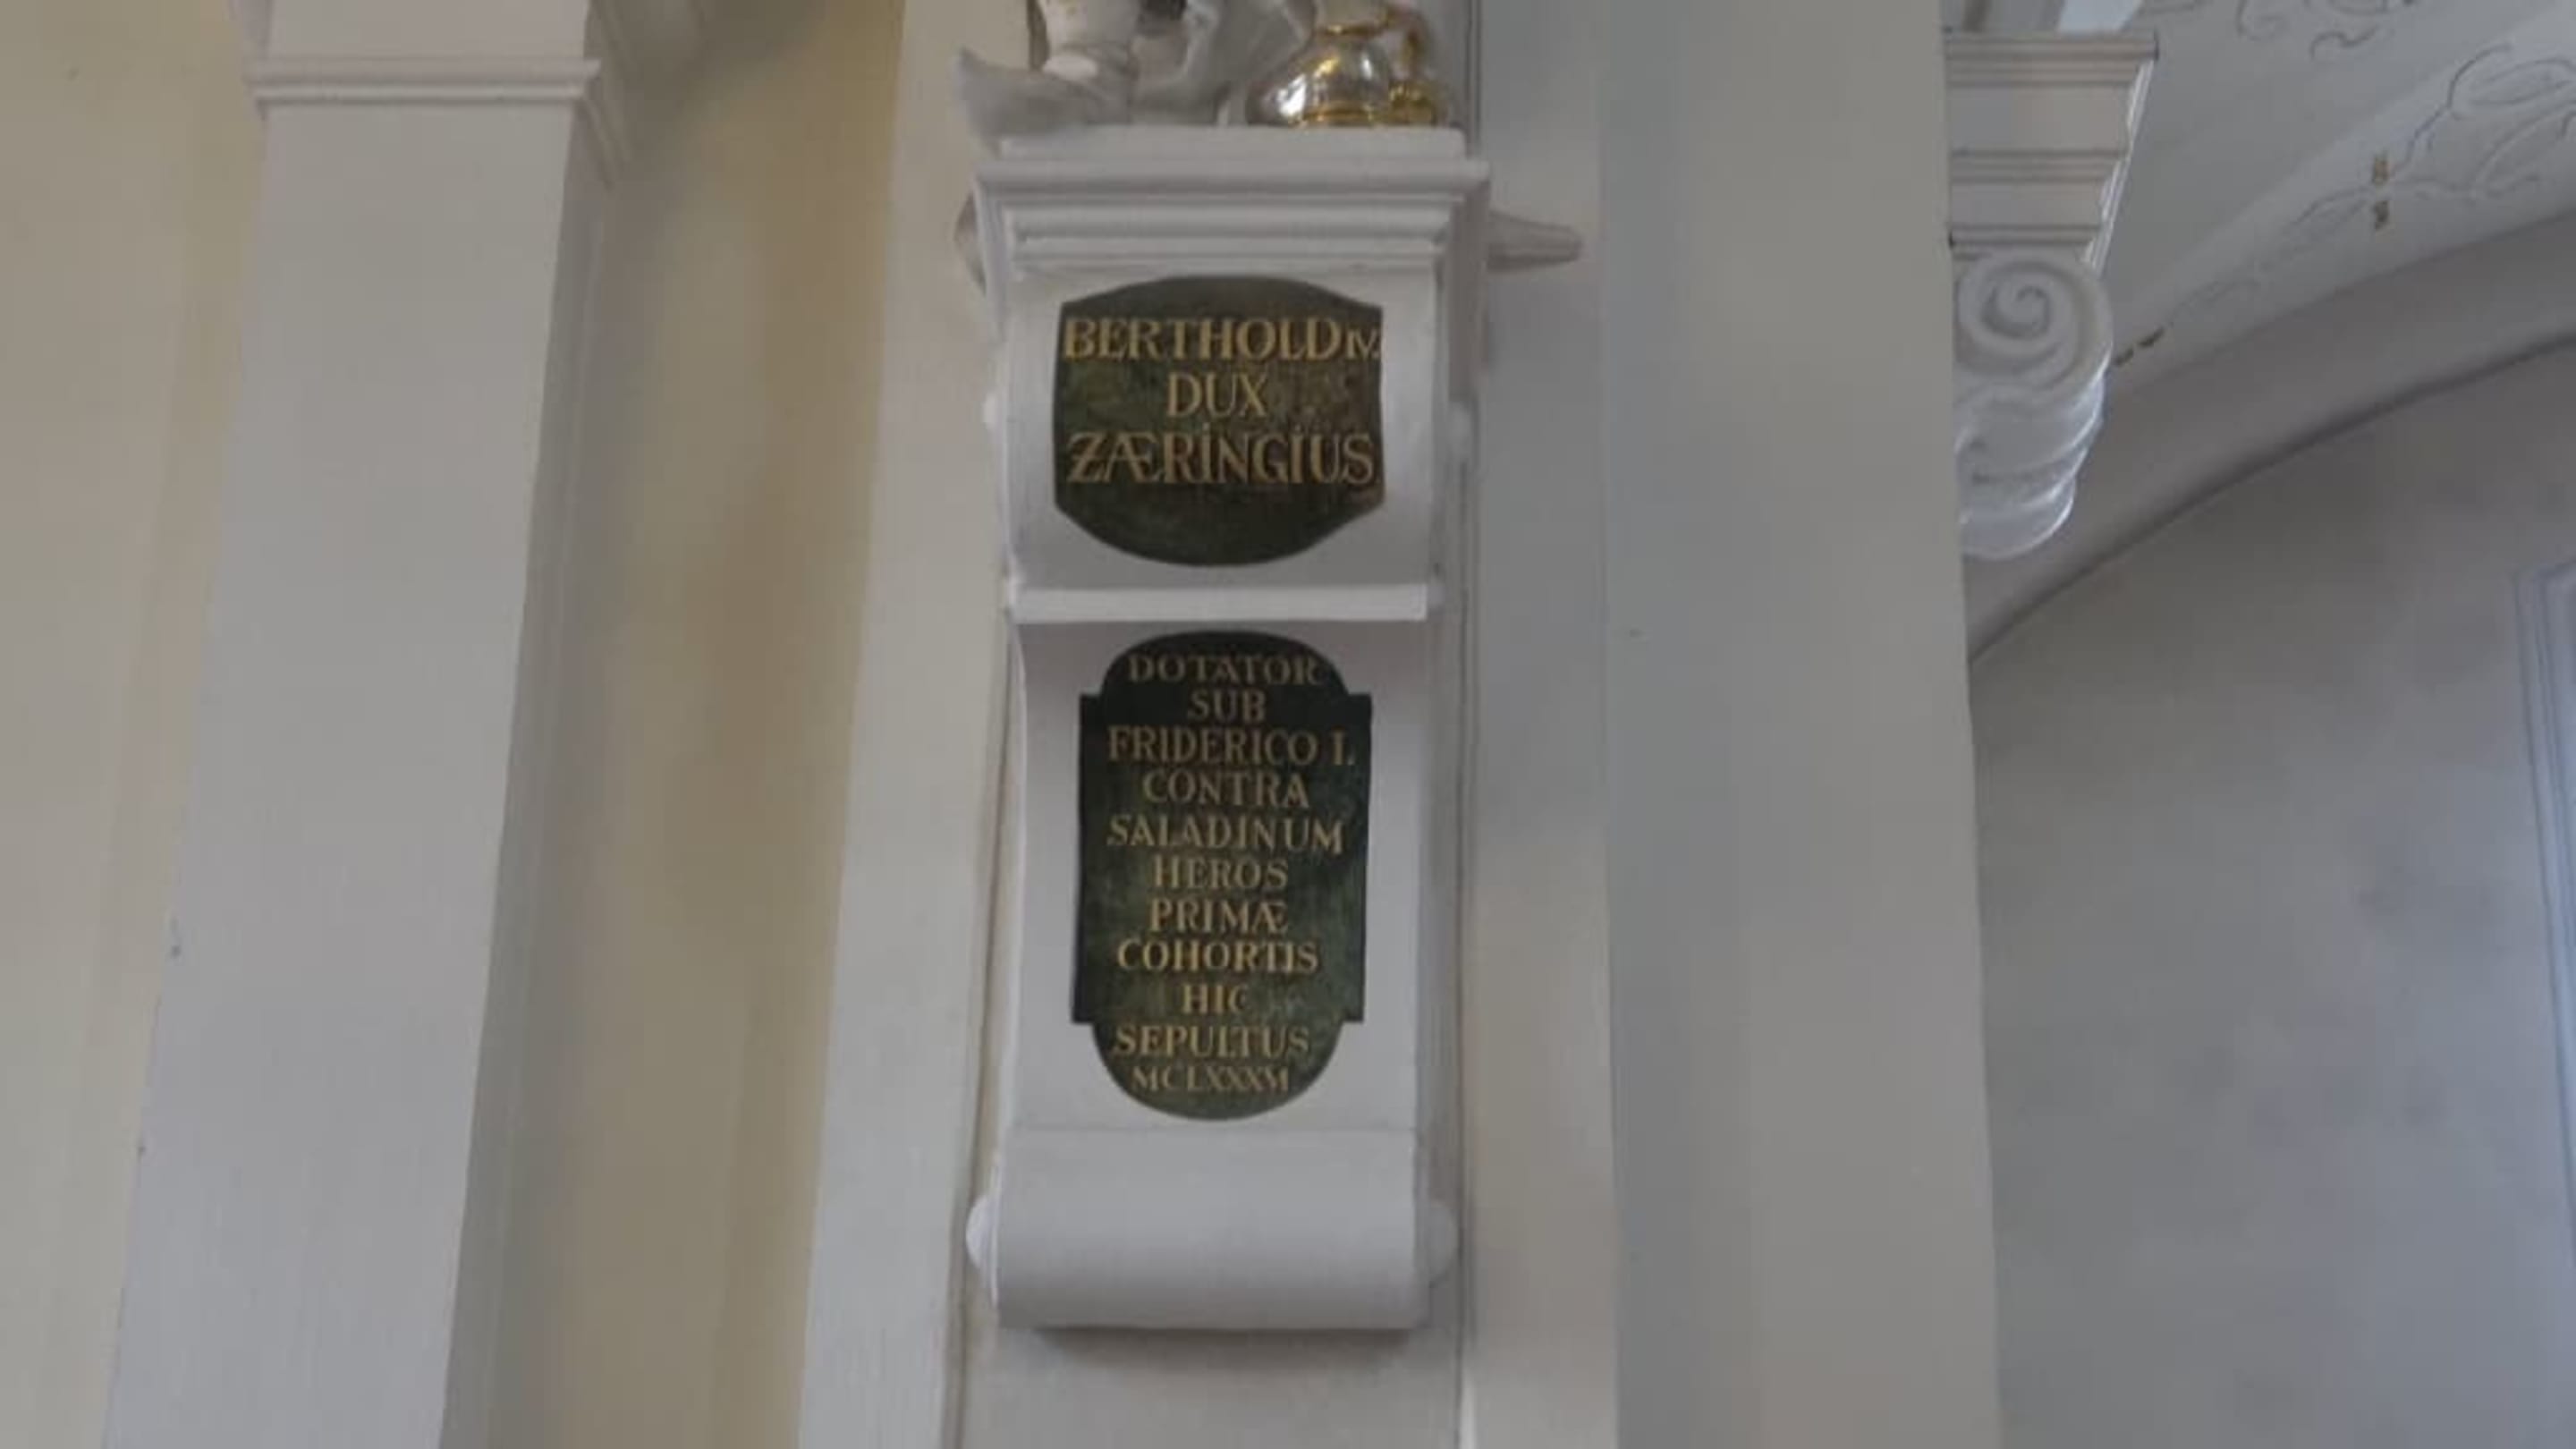 BERTHOLD IV.
DUX
ZÆRINGIUS
DOTATOR
SUB
FRIDERICO I.
CONTRA
SALADINUM
HEROS
PRIMÆ
COHORTIS
HIC
SEPULTUS
MCLXXXVI